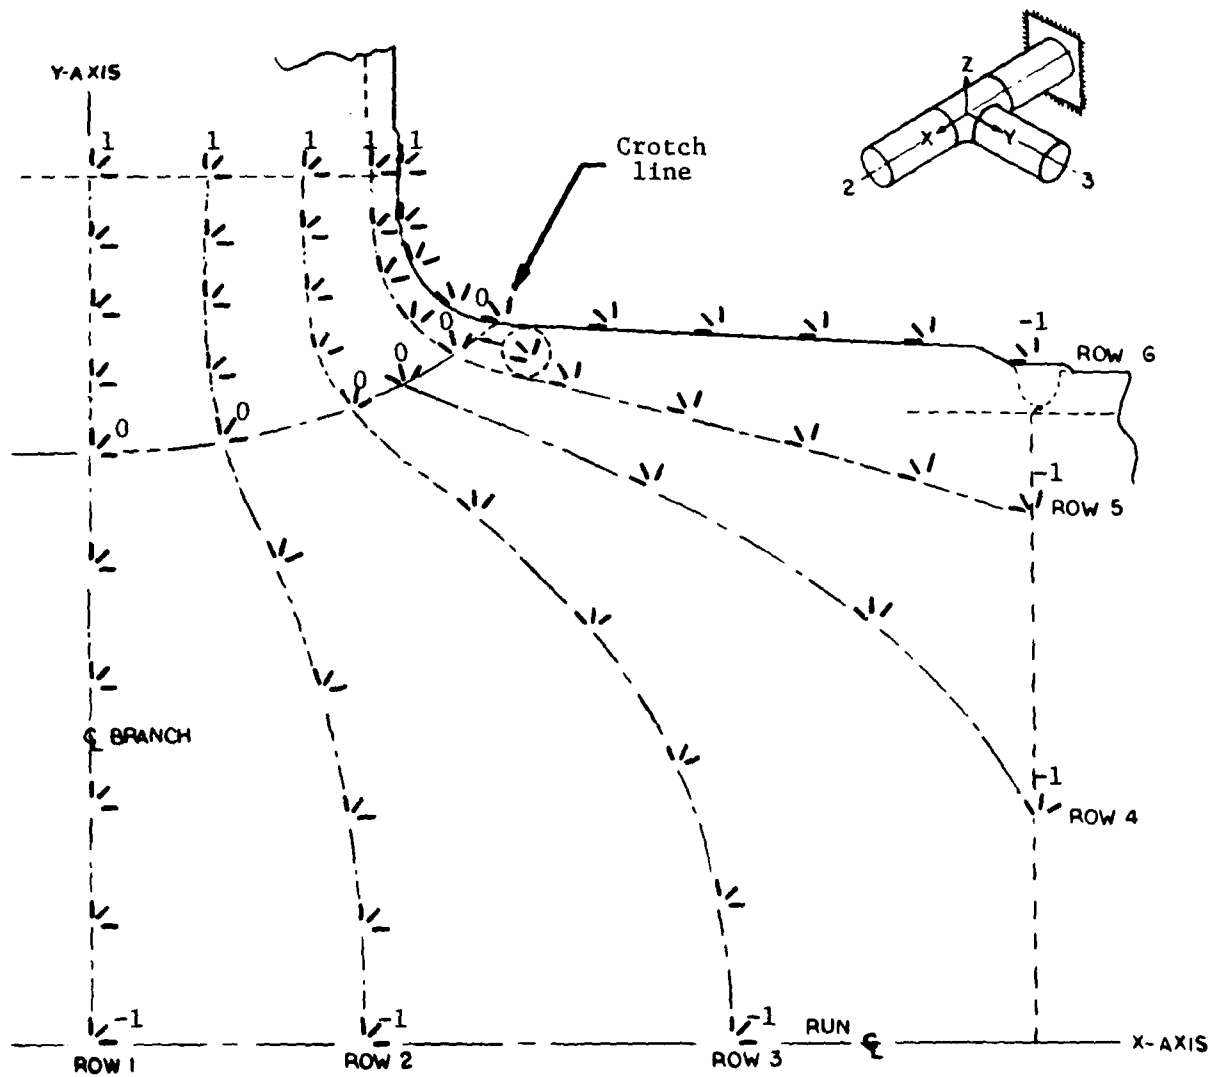 Y-AXIS
Z
X
Y
2
3
Crotch
line
1
1
1
1
1
0
0
-1
ROW 6
0
0
0
0
-1
ROW 5
℄ BRANCH
-1
ROW 4
-1
-1
-1
RUN ℄
X-AXIS
ROW 1
ROW 2
ROW 3